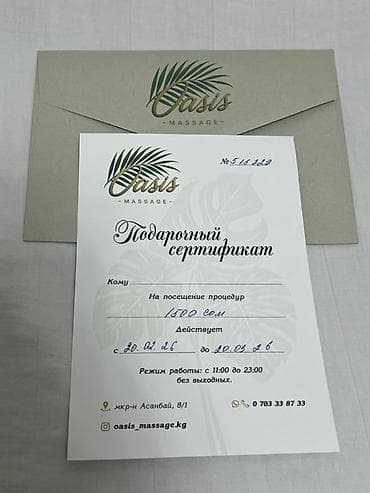 Oasis
- MASSAGE -
Oasis
- MASSAGE -
№ 515229
Подарочный
сертификат
Кому
На посещение процедур
1500 сом
Действует
с 20.02.26 до 20.03.26
Режим работы: с 11:00 до 23:00
без выходных.
мкр-н Асанбай, 8/1
0 703 33 87 33
oasis_massage.kg